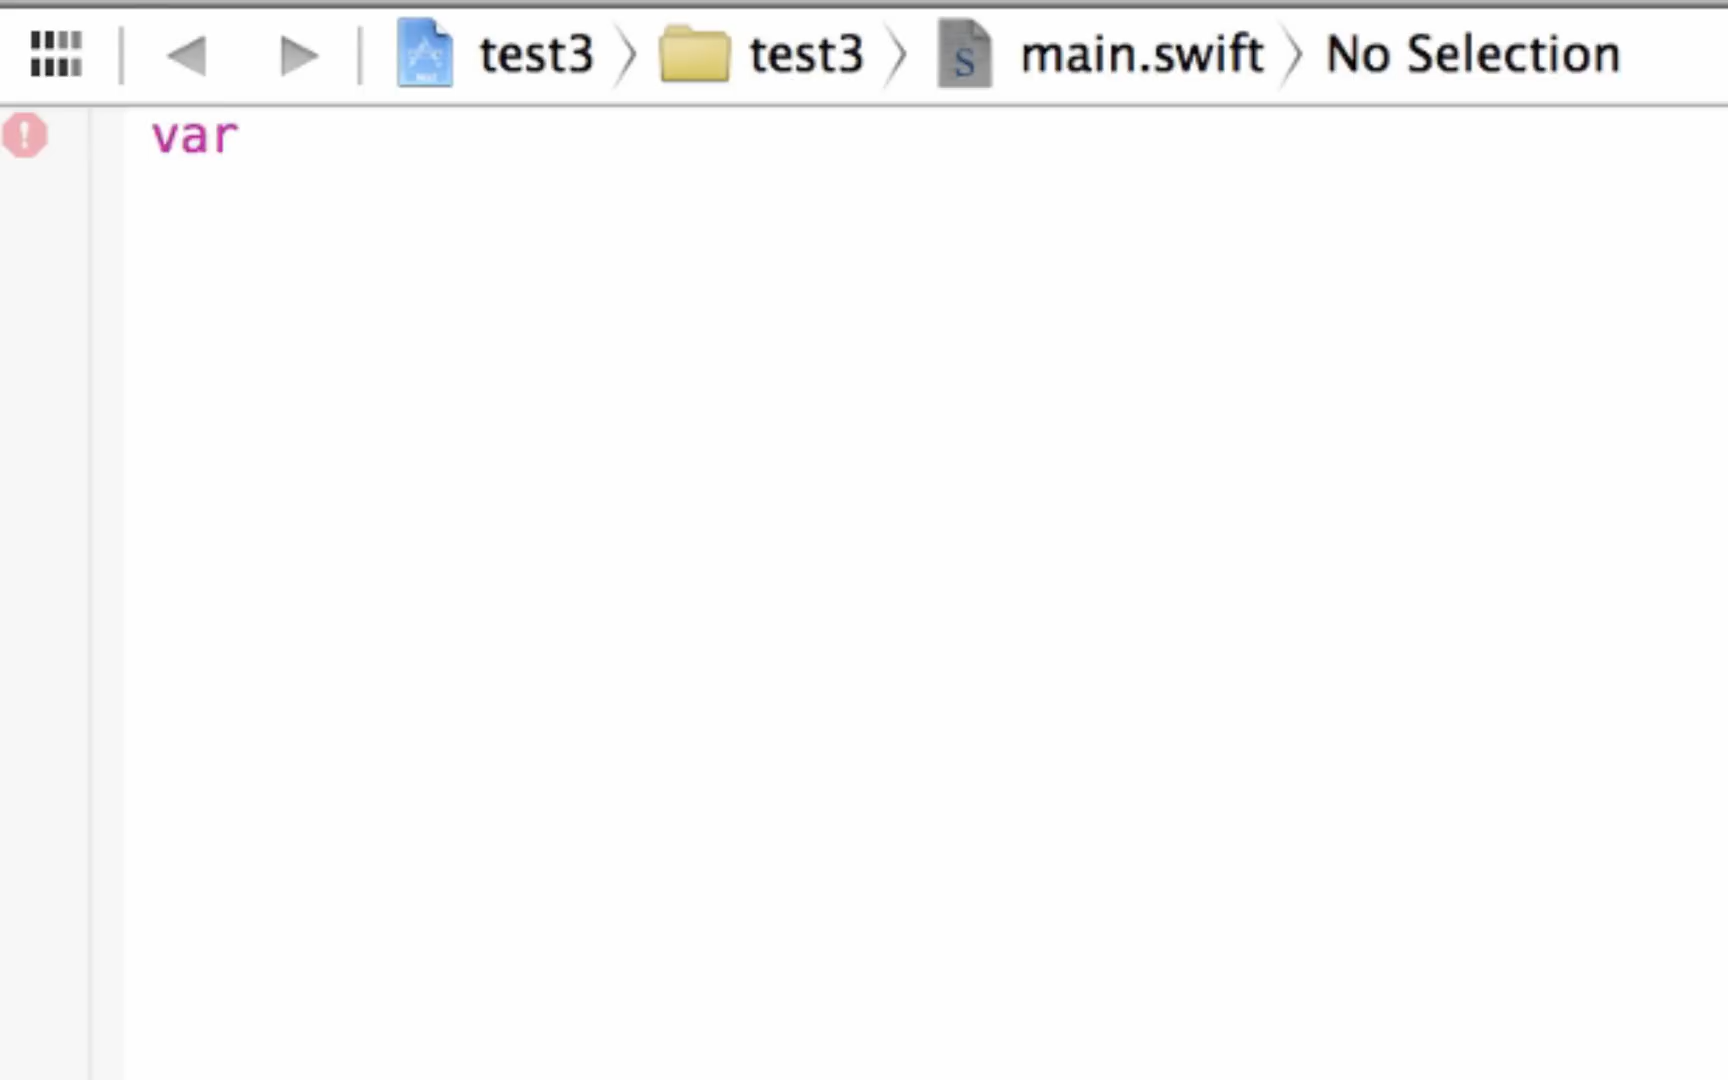 test3 〉 test3 〉 main.swift 〉 No Selection
var